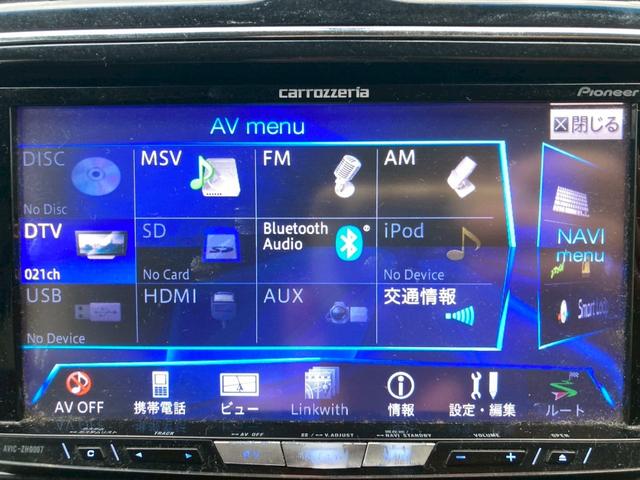 carrozzeria
Pioneer
AV menu
閉じる
DISC
No Disc
MSV
FM
AM
DTV
021ch
SD
No Card
Bluetooth Audio
iPod
No Device
NAVI menu
USB
No Device
HDMI
AUX
交通情報
AV OFF
携帯電話
ビュー
Linkwith
情報
設定・編集
ルート
AVIC-ZH0007
TRACK
AV OFF
V.ADJUST
NAVI STANDBY
VOLUME
OPEN
AV
− +